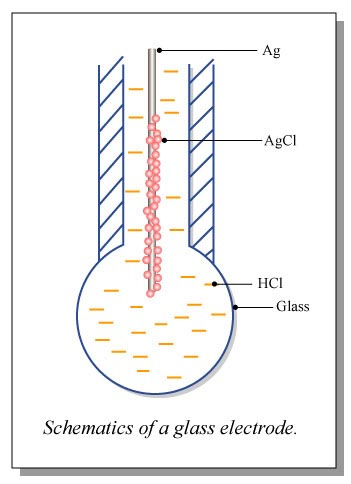 Ag
AgCl
HCl
Glass
Schematics of a glass electrode.